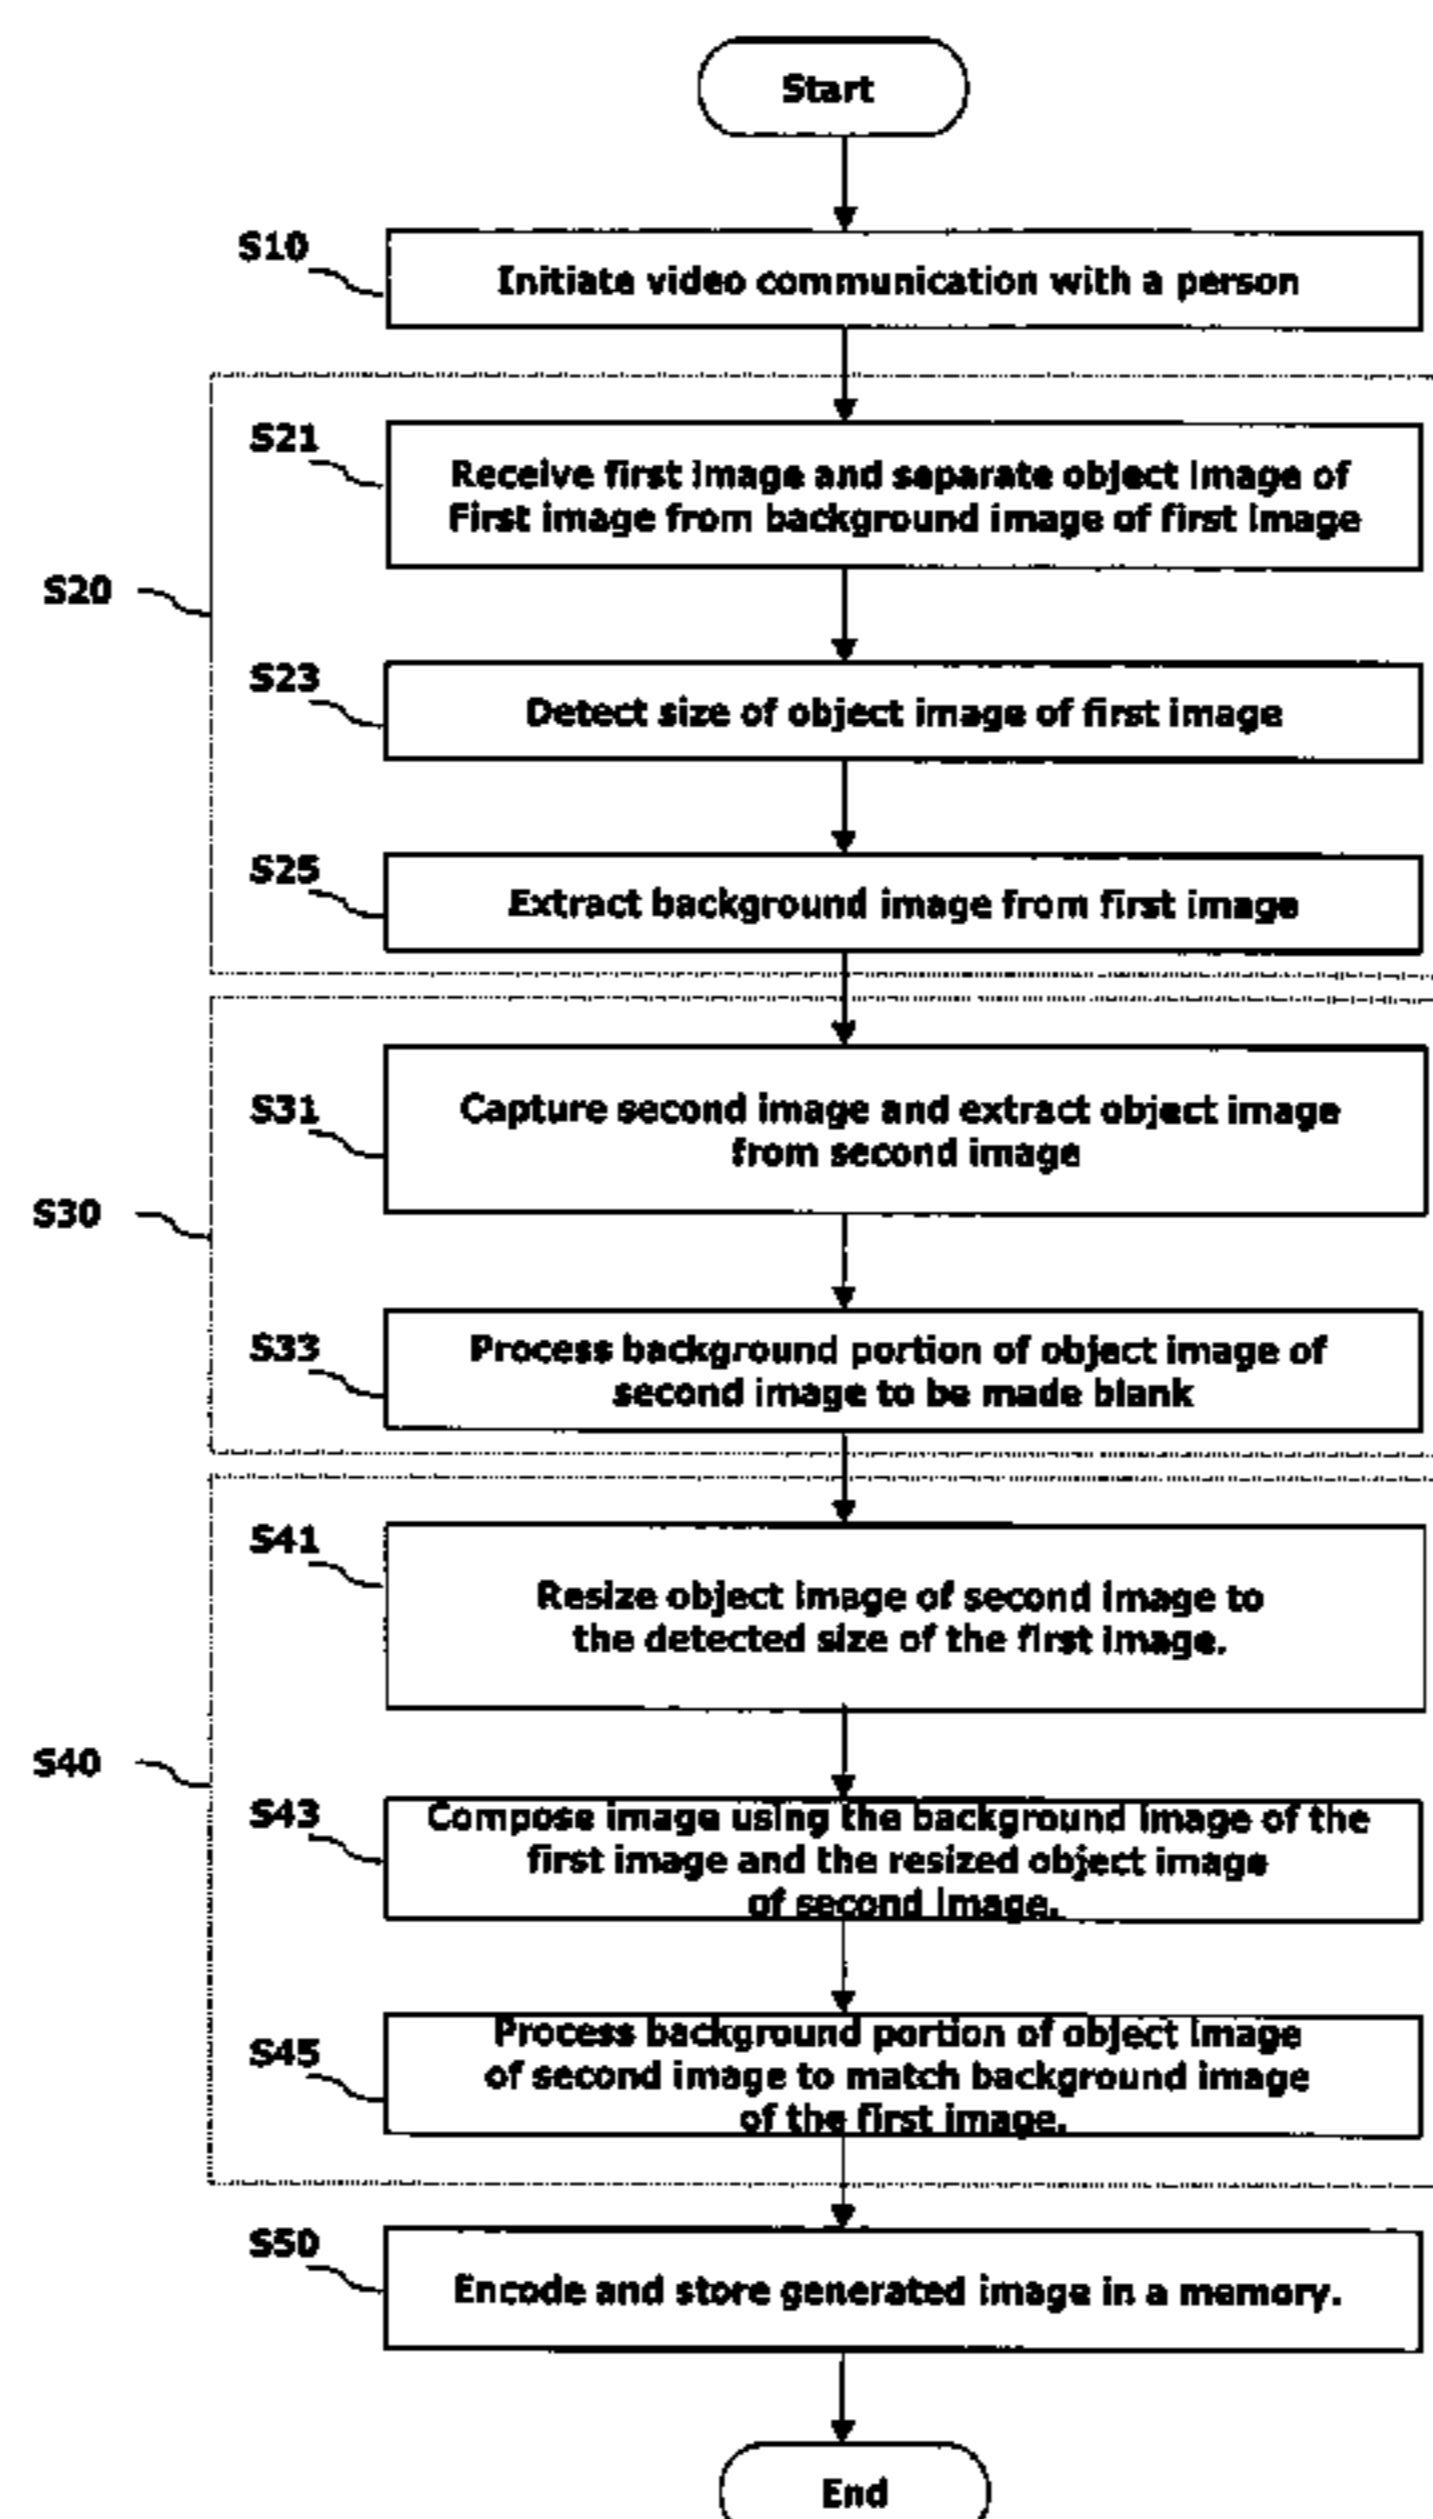 Start
S10
Initiate video communication with a person
S20
S21
Receive first image and separate object image of
First image from background image of first image
S23
Detect size of object image of first image
S25
Extract background image from first image
S30
S31
Capture second image and extract object image
from second image
S33
Process background portion of object image of
second image to be made blank
S40
S41
Resize object image of second image to
the detected size of the first image.
S43
Compose image using the background image of the
first image and the resized object image
of second image.
S45
Process background portion of object image
of second image to match background image
of the first image.
S50
Encode and store generated image in a memory.
End